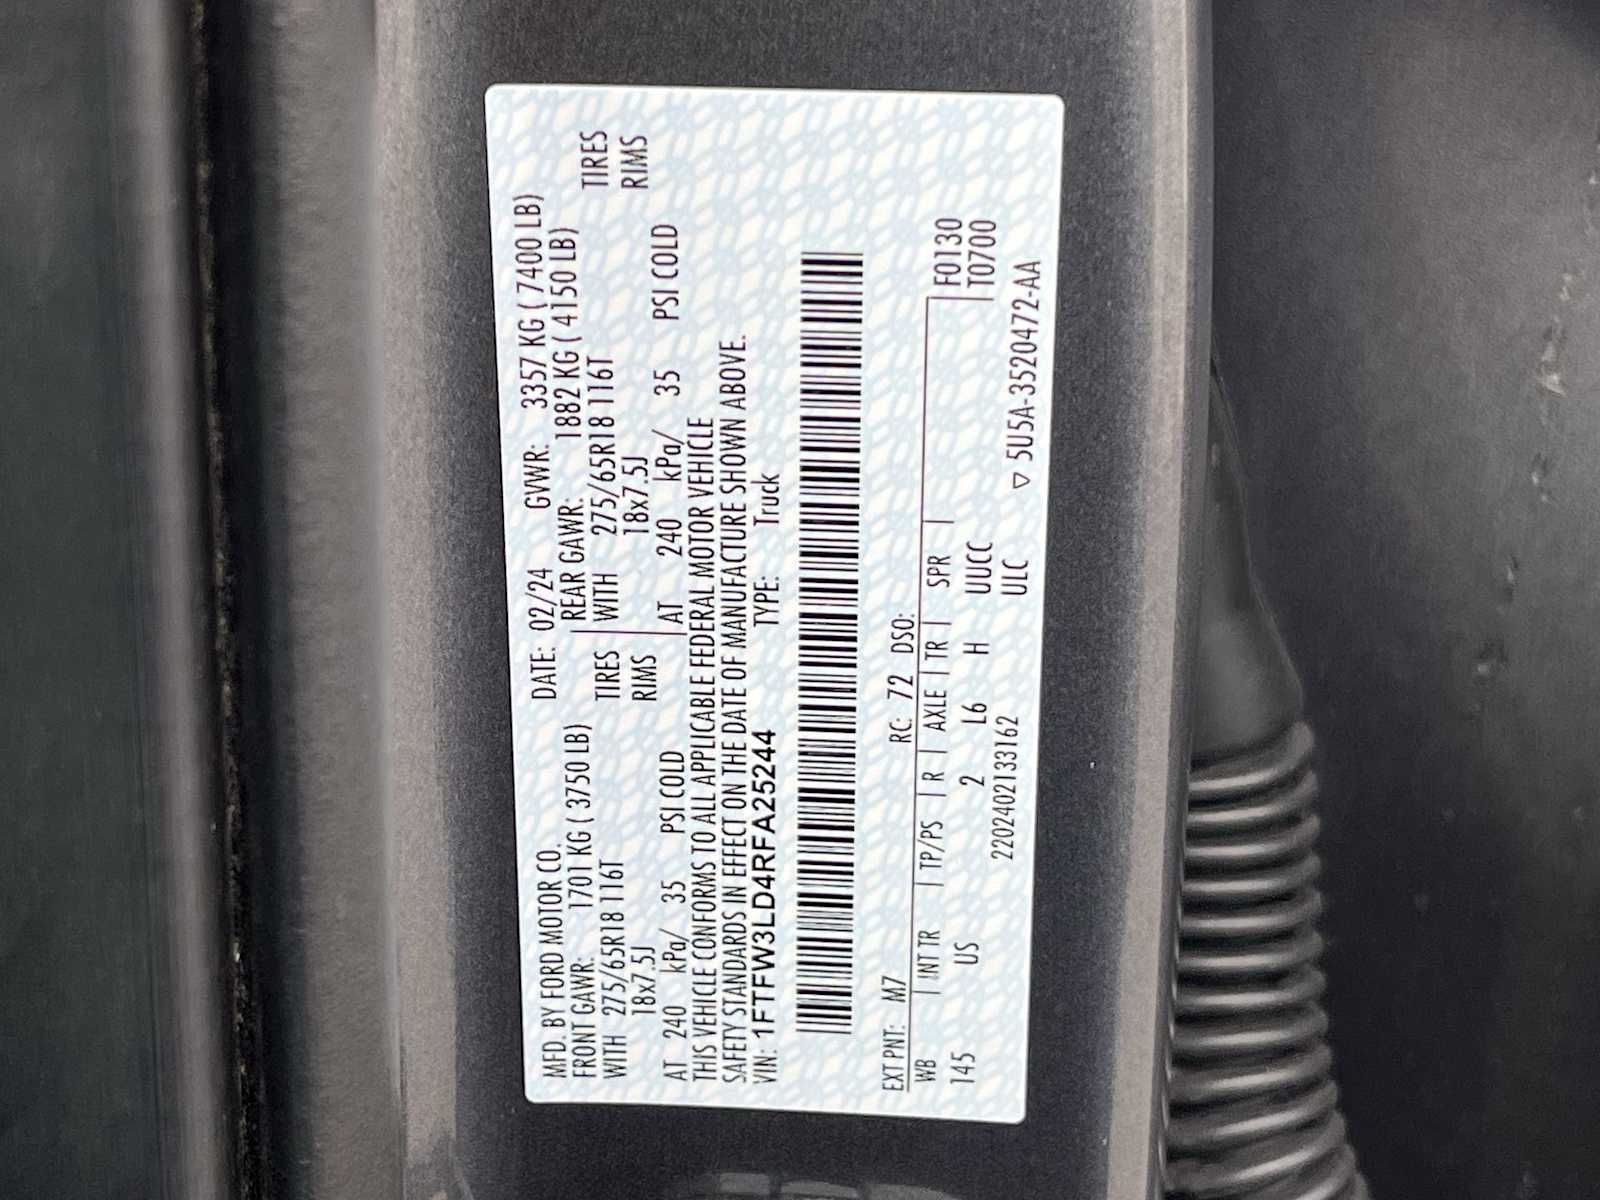 MFD. BY FORD MOTOR CO. DATE: 02/24 GVWR: 3357 KG ( 7400 LB)
FRONT GAWR: 1701 KG ( 3750 LB) REAR GAWR: 1882 KG ( 4150 LB)
WITH 275/65R18 116T TIRES WITH 275/65R18 116T TIRES
18x7.5J RIMS 18x7.5J RIMS
AT 240 kPa/ 35 PSI COLD AT 240 kPa/ 35 PSI COLD
THIS VEHICLE CONFORMS TO ALL APPLICABLE FEDERAL MOTOR VEHICLE
SAFETY STANDARDS IN EFFECT ON THE DATE OF MANUFACTURE SHOWN ABOVE.
VIN: 1FTFW3LD4RFA25244 TYPE: Truck
EXT PNT: M7 RC: 72 DSO:
WB INT TR TP/PS R AXLE TR SPR F0130
145 US 2 L6 H UUCC T0700
2202402133162 ULC ▽ 5U5A-3520472-AA